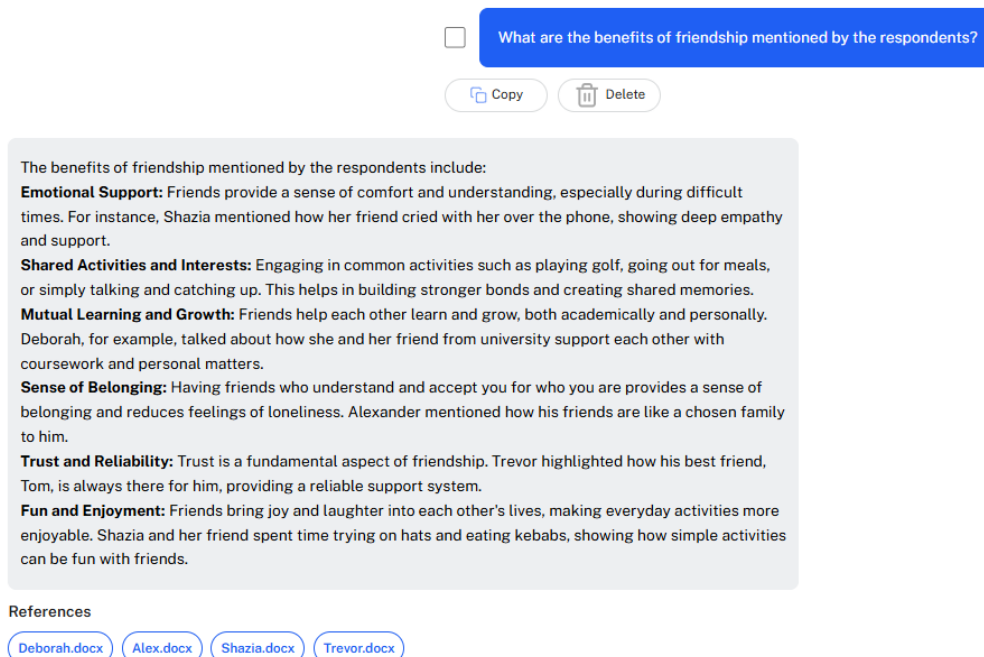 What are the benefits of friendship mentioned by the respondents?
Copy
Delete
The benefits of friendship mentioned by the respondents include:
Emotional Support: Friends provide a sense of comfort and understanding, especially during difficult
times. For instance, Shazia mentioned how her friend cried with her over the phone, showing deep empathy
and support.
Shared Activities and Interests: Engaging in common activities such as playing golf, going out for meals,
or simply talking and catching up. This helps in building stronger bonds and creating shared memories.
Mutual Learning and Growth: Friends help each other learn and grow, both academically and personally.
Deborah, for example, talked about how she and her friend from university support each other with
coursework and personal matters.
Sense of Belonging: Having friends who understand and accept you for who you are provides a sense of
belonging and reduces feelings of loneliness. Alexander mentioned how his friends are like a chosen family
to him.
Trust and Reliability: Trust is a fundamental aspect of friendship. Trevor highlighted how his best friend,
Tom, is always there for him, providing a reliable support system.
Fun and Enjoyment: Friends bring joy and laughter into each other's lives, making everyday activities more
enjoyable. Shazia and her friend spent time trying on hats and eating kebabs, showing how simple activities
can be fun with friends.
References
Deborah.docx Alex.docx Shazia.docx Trevor.docx